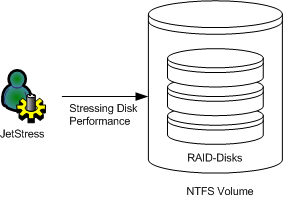 Stressing Disk
Performance
JetStress
RAID-Disks
NTFS Volume